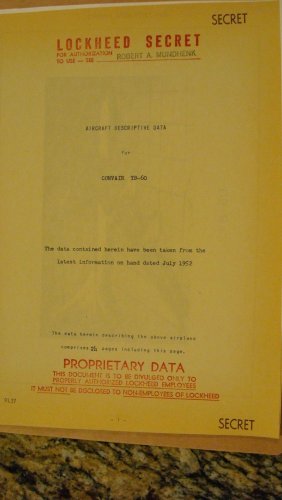 SECRET
LOCKHEED SECRET
FOR AUTHORIZATION
TO USE - SEE ROBERT A. MUNDHENK
AIRCRAFT DESCRIPTIVE DATA
for
CONVAIR YB-60
The data contained herein have been taken from the
latest information on hand dated July 1952
The data herein describing the above airplane
comprises pages including this page.
PROPRIETARY DATA
THIS DOCUMENT IS TO BE DIVULGED ONLY TO
PROPERLY AUTHORIZED LOCKHEED EMPLOYEES
IT MUST NOT BE DISCLOSED TO NON-EMPLOYEES OF LOCKHEED
SECRET